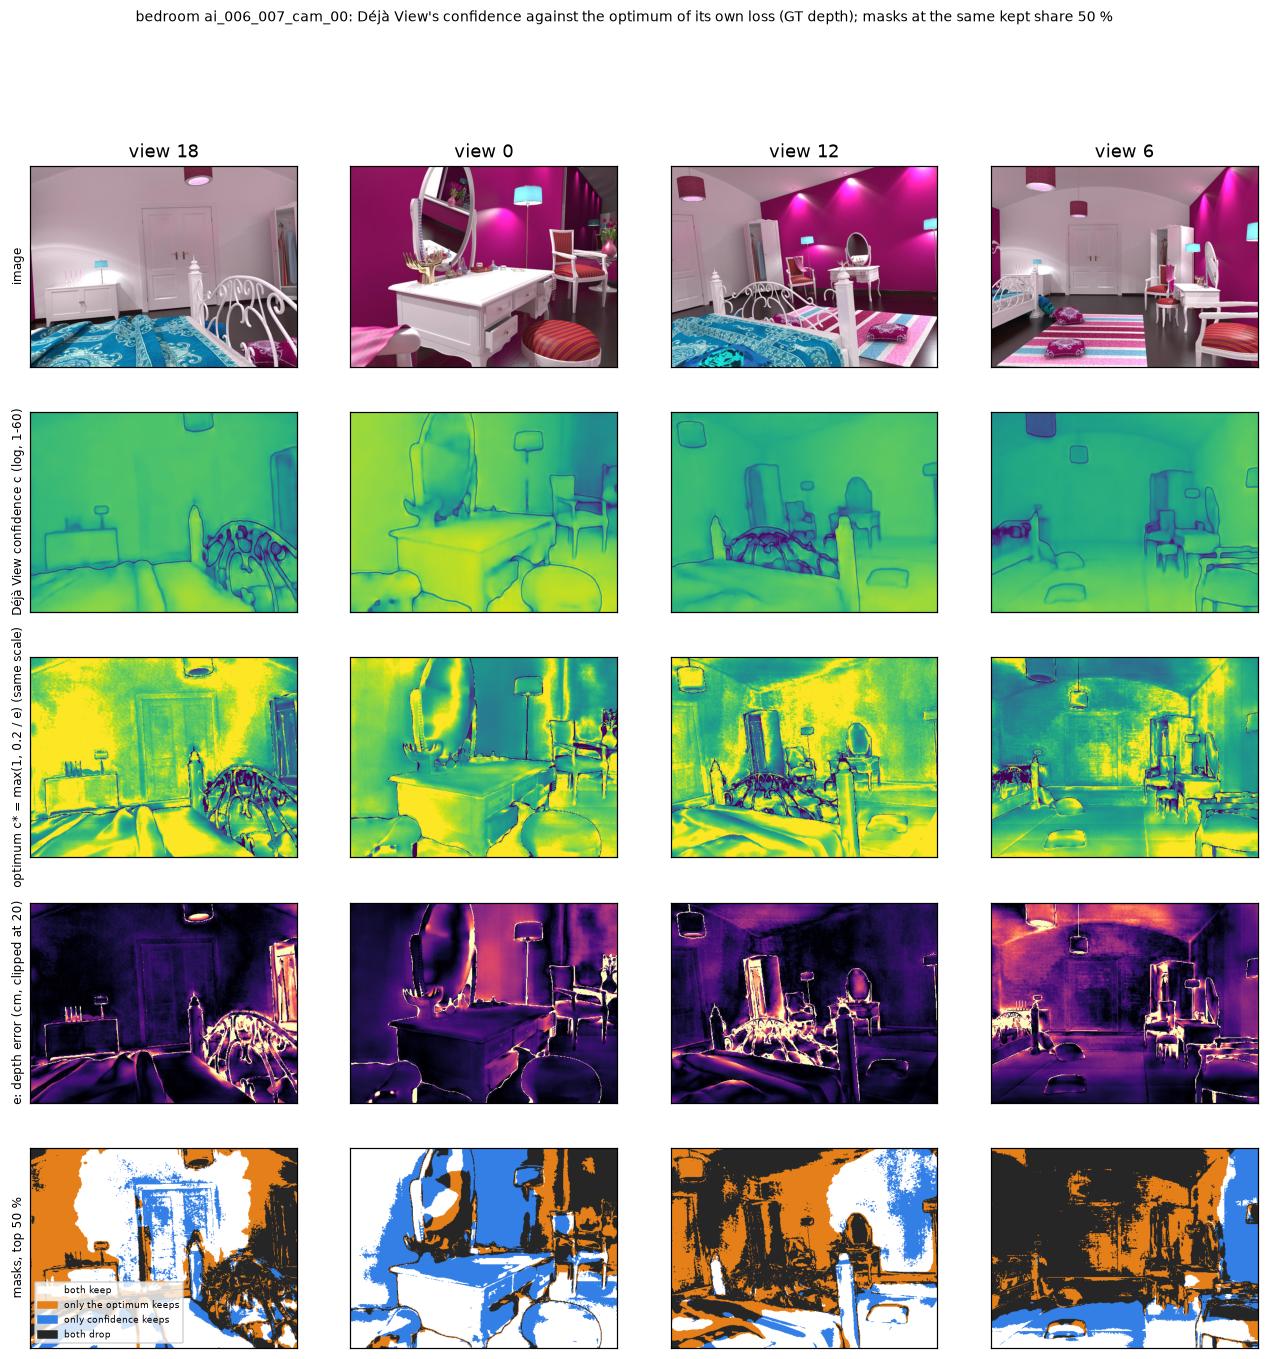 bedroom ai_006_007_cam_00: Déjà View's confidence against the optimum of its own loss (GT depth); masks at the same kept share 50 %
view 18
view 0
view 12
view 6
image
Déjà View confidence c (log, 1-60)
optimum c* = max(1, 0.2 / e) (same scale)
e: depth error (cm, clipped at 20)
masks, top 50 %
both keep
only the optimum keeps
only confidence keeps
both drop